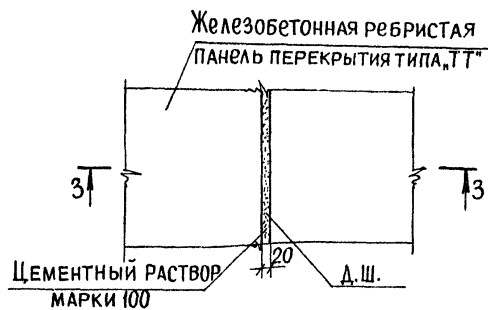 Железобетонная ребристая
панель перекрытия типа „ТТ"
3 3
20
Цементный раствор
марки 100
Д.Ш.